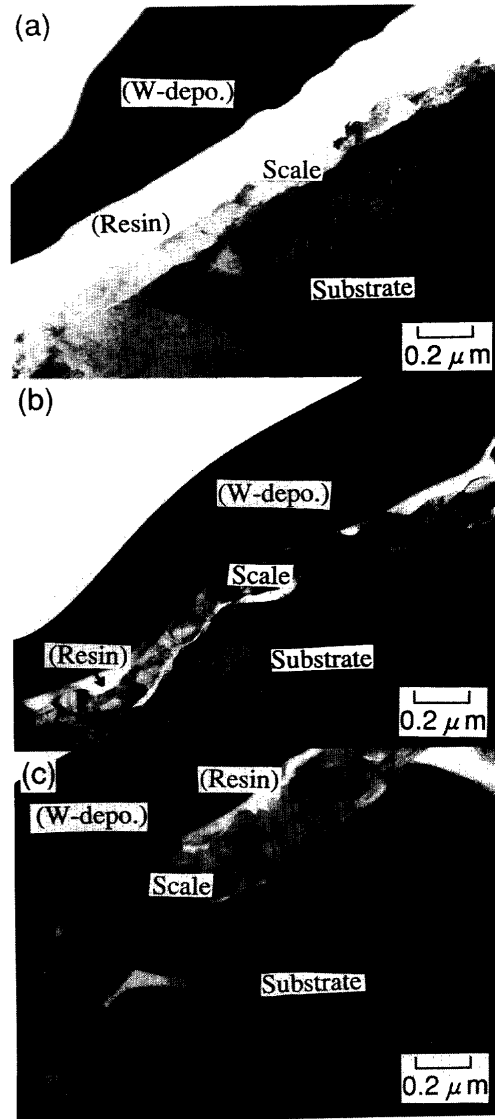 (a)
(W-depo.)
Scale
(Resin)
Substrate
0.2 μm
(b)
(W-depo.)
Scale
(Resin)
Substrate
0.2 μm
(c)
(Resin)
(W-depo.)
Scale
Substrate
0.2 μm